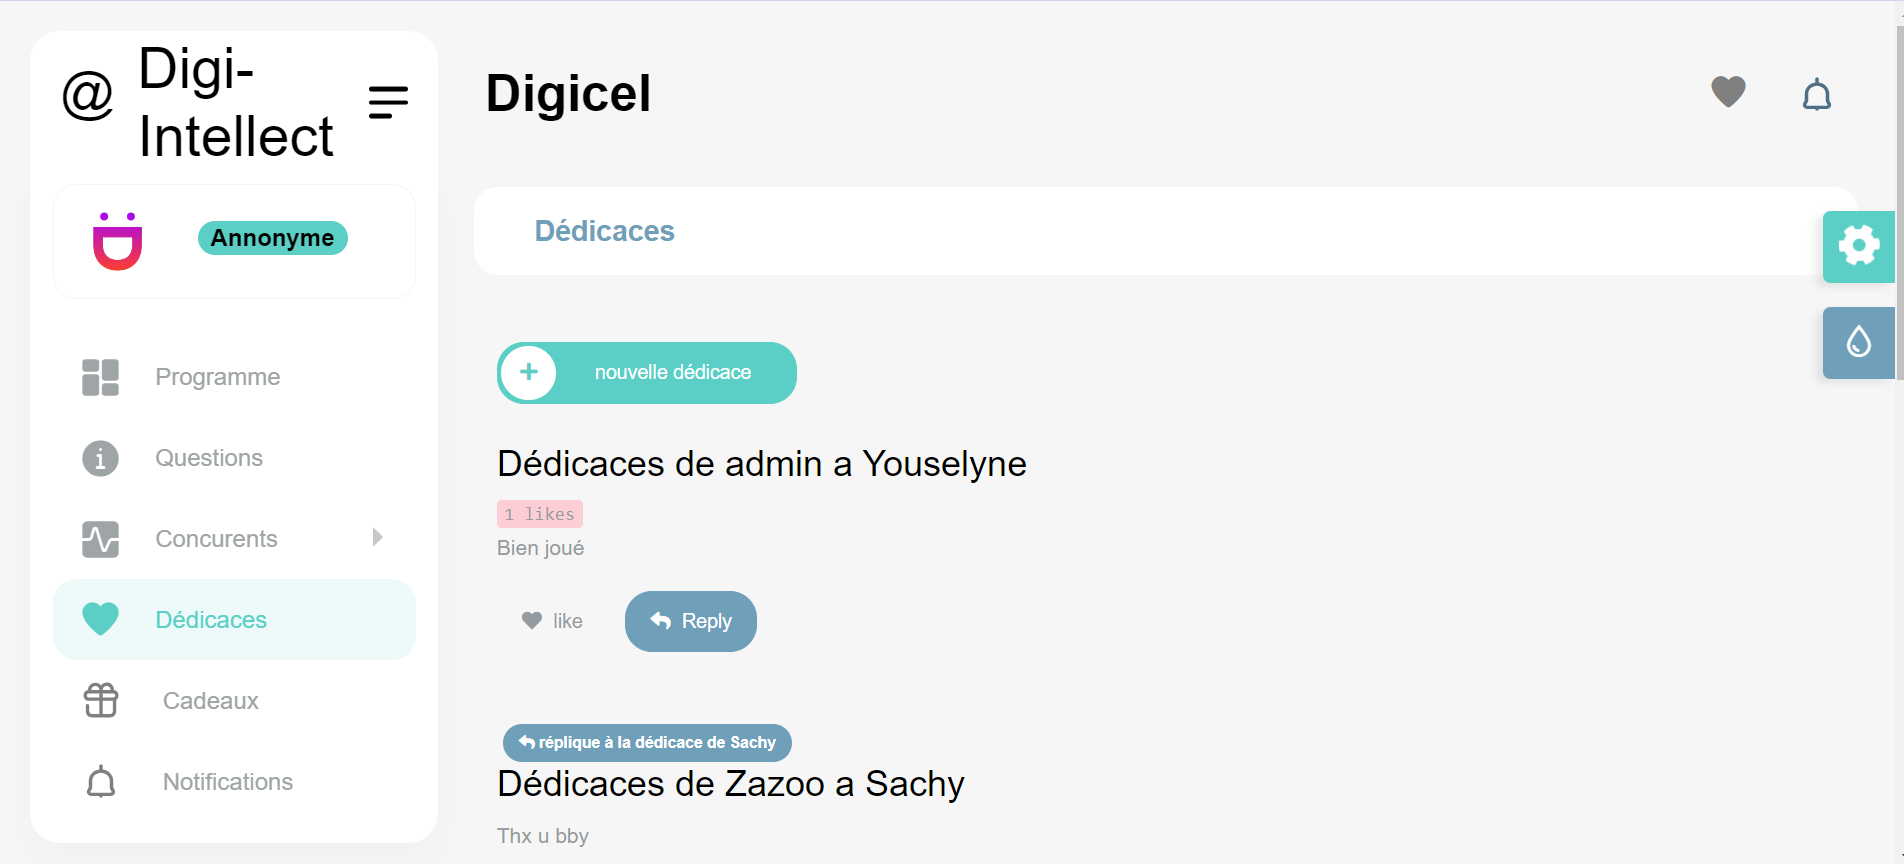 @ Digi-
Intellect
Annonyme
Programme
Questions
Concurents
Dédicaces
Cadeaux
Notifications
Digicel
Dédicaces
nouvelle dédicace
Dédicaces de admin a Youselyne
1 likes
Bien joué
like
Reply
réplique à la dédicace de Sachy
Dédicaces de Zazoo a Sachy
Thx u bby